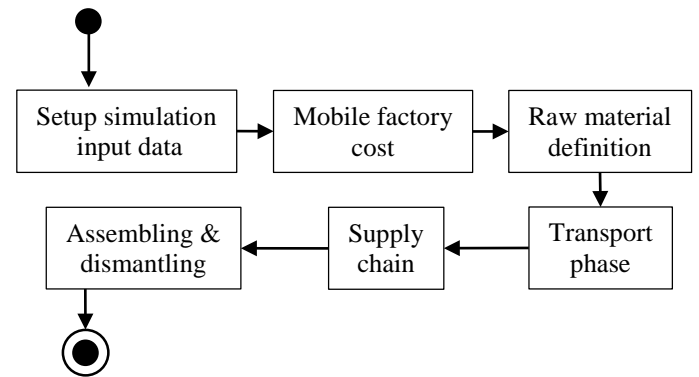 Setup simulation
input data
Mobile factory
cost
Raw material
definition
Transport
phase
Supply
chain
Assembling &
dismantling